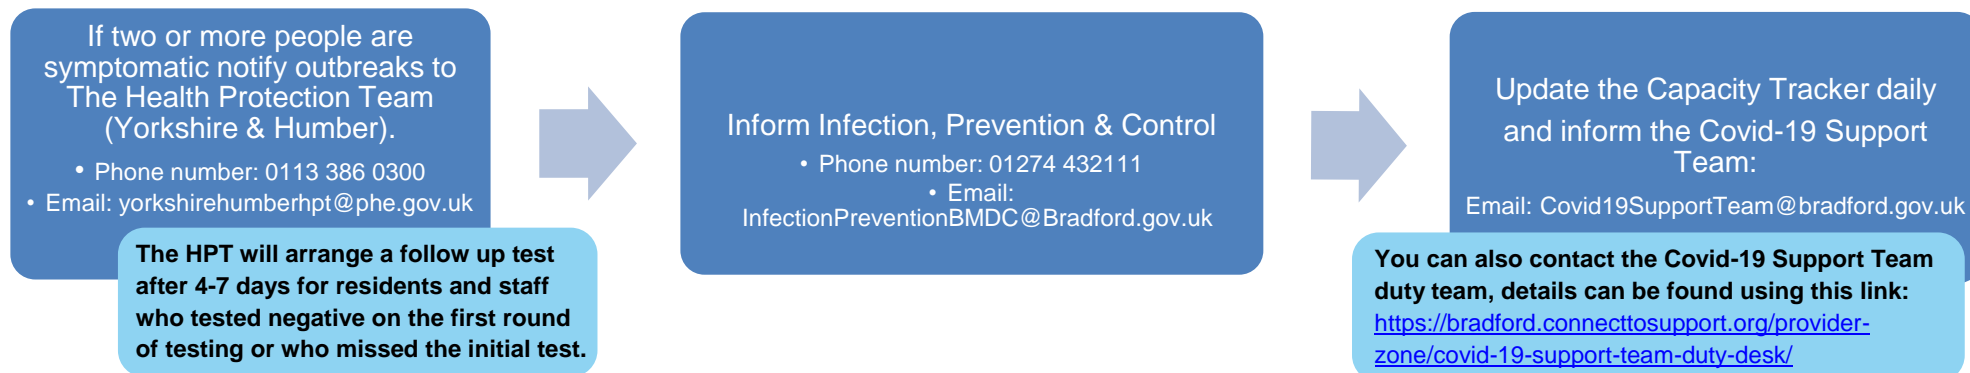 If two or more people are
symptomatic notify outbreaks to
The Health Protection Team
(Yorkshire & Humber).
• Phone number: 0113 386 0300
• Email: yorkshirehumberhpt@phe.gov.uk
The HPT will arrange a follow up test
after 4-7 days for residents and staff
who tested negative on the first round
of testing or who missed the initial test.
Inform Infection, Prevention & Control
• Phone number: 01274 432111
• Email:
InfectionPreventionBMDC@Bradford.gov.uk
Update the Capacity Tracker daily
and inform the Covid-19 Support
Team:
Email: Covid19SupportTeam@bradford.gov.uk
You can also contact the Covid-19 Support Team
duty team, details can be found using this link:
https://bradford.connecttosupport.org/provider-
zone/covid-19-support-team-duty-desk/